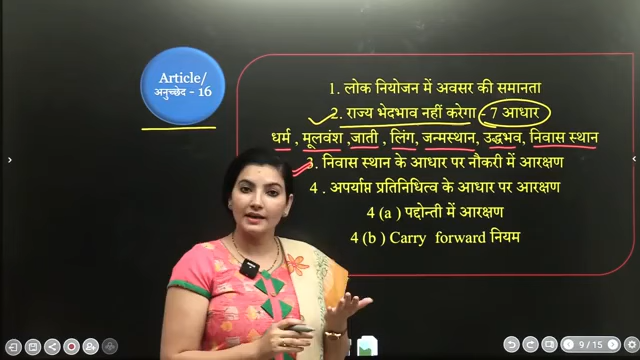 Article/
अनुच्छेद - 16
1. लोक नियोजन में अवसर की समानता
2. राज्य भेदभाव नहीं करेगा - 7 आधार
धर्म , मूलवंश ,जाती , लिंग, जन्मस्थान, उद्धभव, निवास स्थान
3. निवास स्थान के आधार पर नौकरी में आरक्षण
4 . अपर्याप्त प्रतिनिधित्व के आधार पर आरक्षण
4 (a ) पद्दोन्ती में आरक्षण
4 (b ) Carry forward नियम
9 / 15